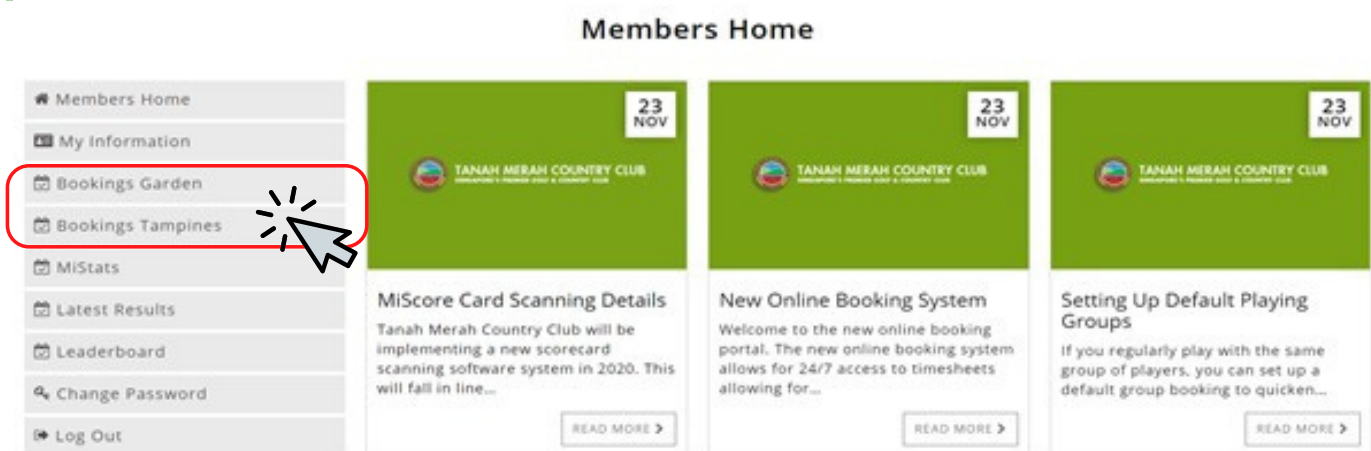 Members Home
Members Home
My Information
Bookings Garden
Bookings Tampines
MiStats
Latest Results
Leaderboard
Change Password
Log Out
23
NOV
TANAH MERAH COUNTRY CLUB
MiScore Card Scanning Details
Tanah Merah Country Club will be
implementing a new scorecard
scanning software system in 2020. This
will fall in line...
READ MORE
23
NOV
TANAH MERAH COUNTRY CLUB
New Online Booking System
Welcome to the new online booking
portal. The new online booking system
allows for 24/7 access to timesheets
allowing for...
READ MORE
23
NOV
TANAH MERAH COUNTRY CLUB
Setting Up Default Playing
Groups
If you regularly play with the same
group of players, you can set up a
default group booking to quicken...
READ MORE